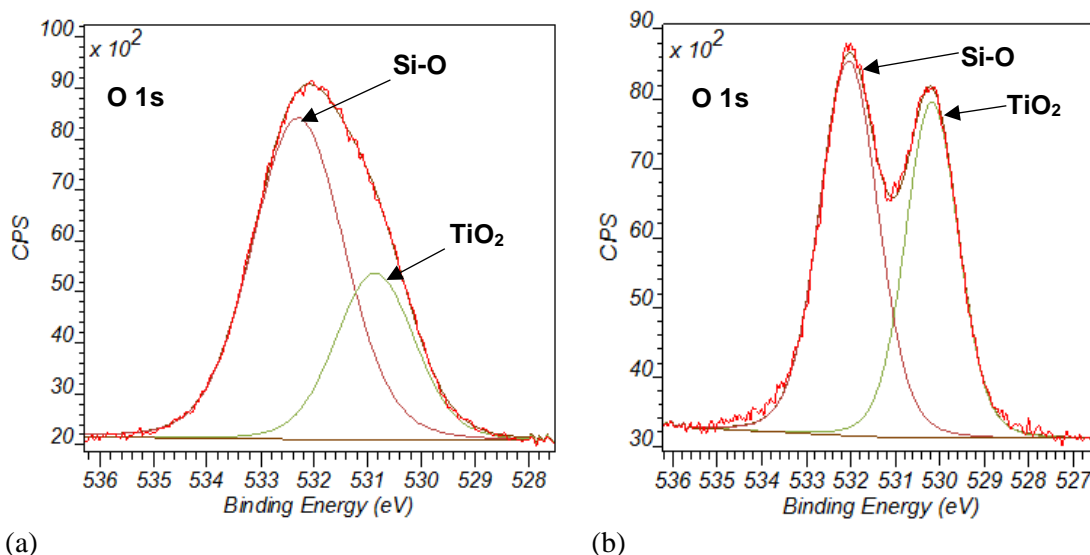 100
x 10²
Si-O
90
O 1s
80
70
TiO₂
60
CPS
50
40
30
20
536 535 534 533 532 531 530 529 528
Binding Energy (eV)
(a)
90
x 10²
Si-O
O 1s
80
TiO₂
70
60
CPS
50
40
30
536 535 534 533 532 531 530 529 528 527
Binding Energy (eV)
(b)